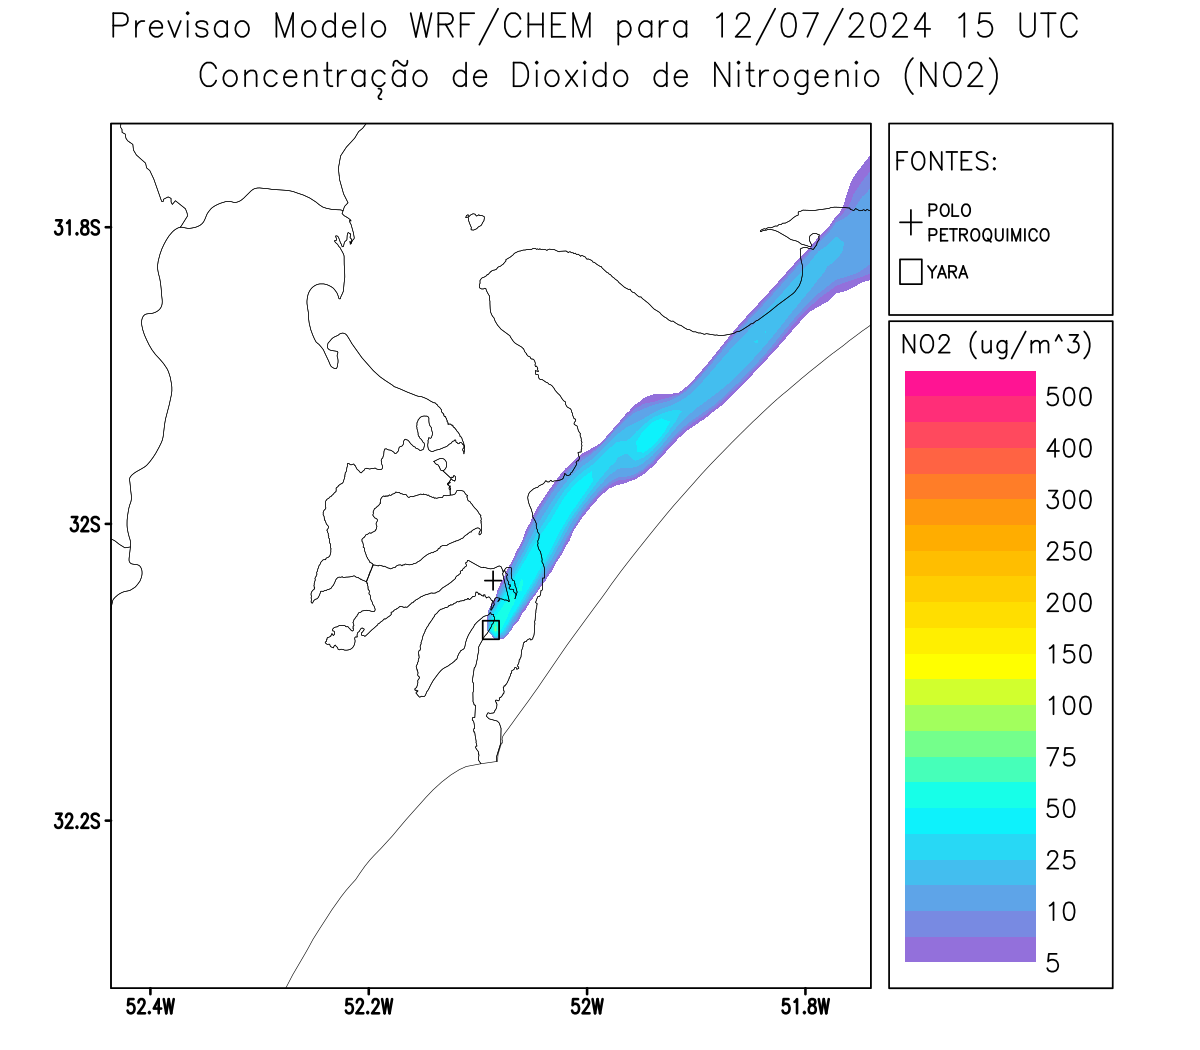 Previsao Modelo WRF/CHEM para 12/07/2024 15 UTC
Concentração de Dioxido de Nitrogenio (NO2)
FONTES:
POLO
PETROQUIMICO
YARA
31.8S
32S
32.2S
52.4W
52.2W
52W
51.8W
NO2 (ug/m^3)
500
400
300
250
200
150
100
75
50
25
10
5